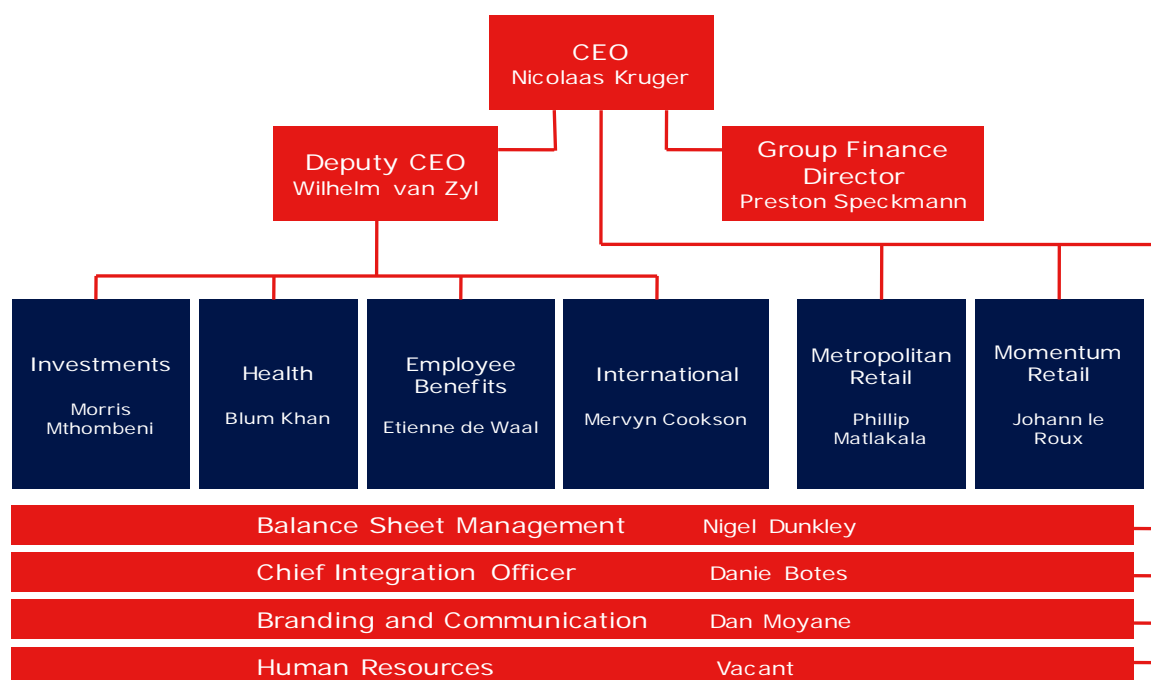 CEO
Nicolaas Kruger
Deputy CEO
Wilhelm van Zyl
Group Finance
Director
Preston Speckmann
Investments
Morris
Mthombeni
Health
Blum Khan
Employee
Benefits
Etienne de Waal
International
Mervyn Cookson
Metropolitan
Retail
Phillip
Matlakala
Momentum
Retail
Johann le
Roux
Balance Sheet Management Nigel Dunkley
Chief Integration Officer Danie Botes
Branding and Communication Dan Moyane
Human Resources Vacant